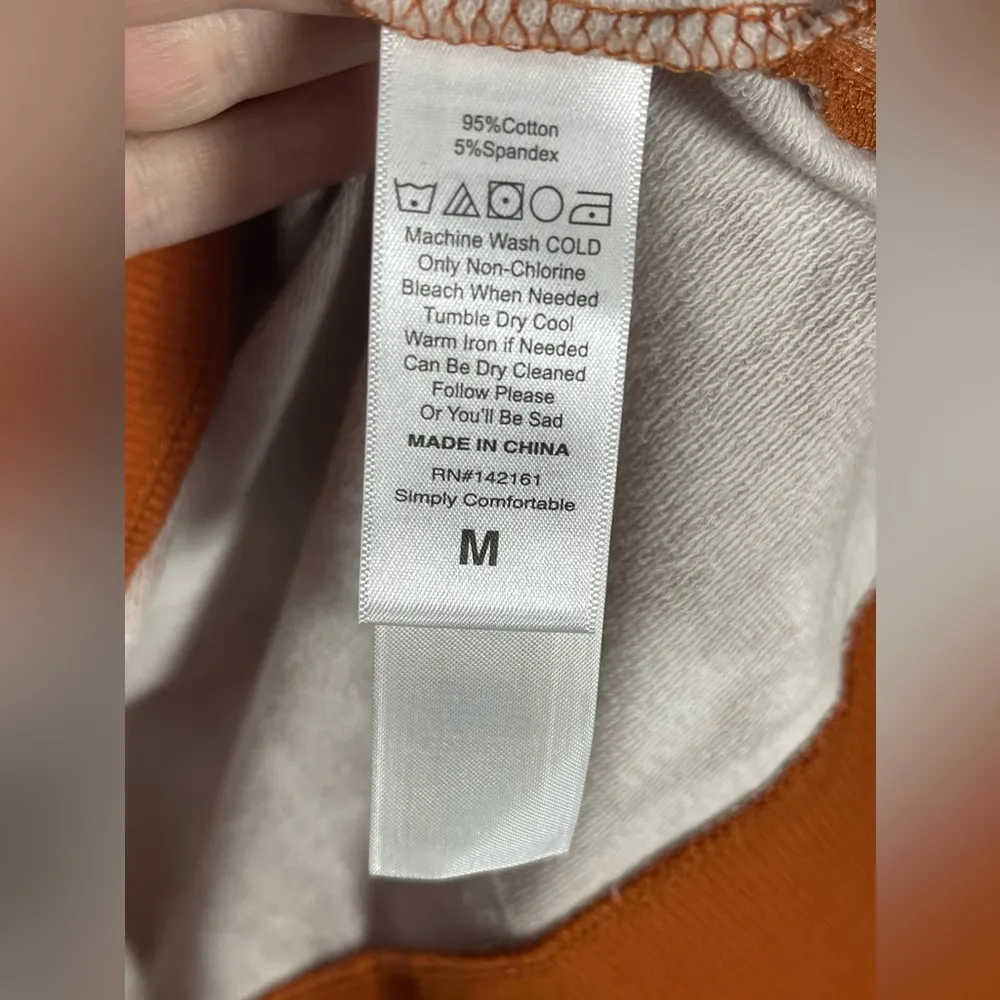 95%Cotton
5%Spandex
Machine Wash COLD
Only Non-Chlorine
Bleach When Needed
Tumble Dry Cool
Warm Iron if Needed
Can Be Dry Cleaned
Follow Please
Or You'll Be Sad
MADE IN CHINA
RN#142161
Simply Comfortable
M